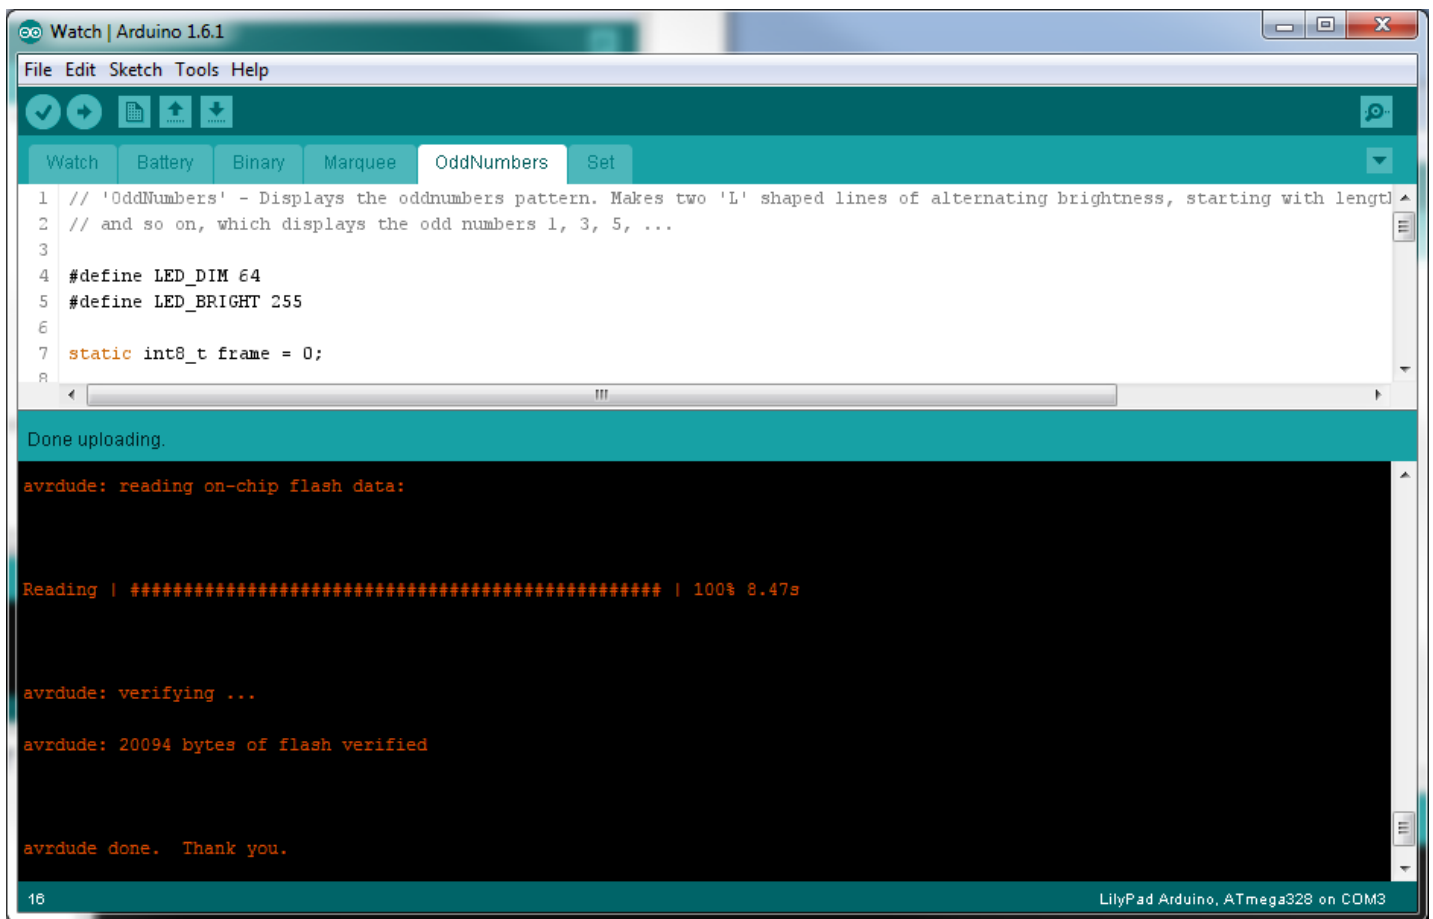 Watch | Arduino 1.6.1
File Edit Sketch Tools Help
Watch Battery Binary Marquee OddNumbers Set
1 // 'OddNumbers' - Displays the oddnumbers pattern. Makes two 'L' shaped lines of alternating brightness, starting with lengt
2 // and so on, which displays the odd numbers 1, 3, 5, ...
3
4 #define LED_DIM 64
5 #define LED_BRIGHT 255
6
7 static int8_t frame = 0;
8
Done uploading.
avrdude: reading on-chip flash data:
Reading | ################################################## | 100% 8.47s
avrdude: verifying ...
avrdude: 20094 bytes of flash verified
avrdude done.  Thank you.
16 LilyPad Arduino, ATmega328 on COM3